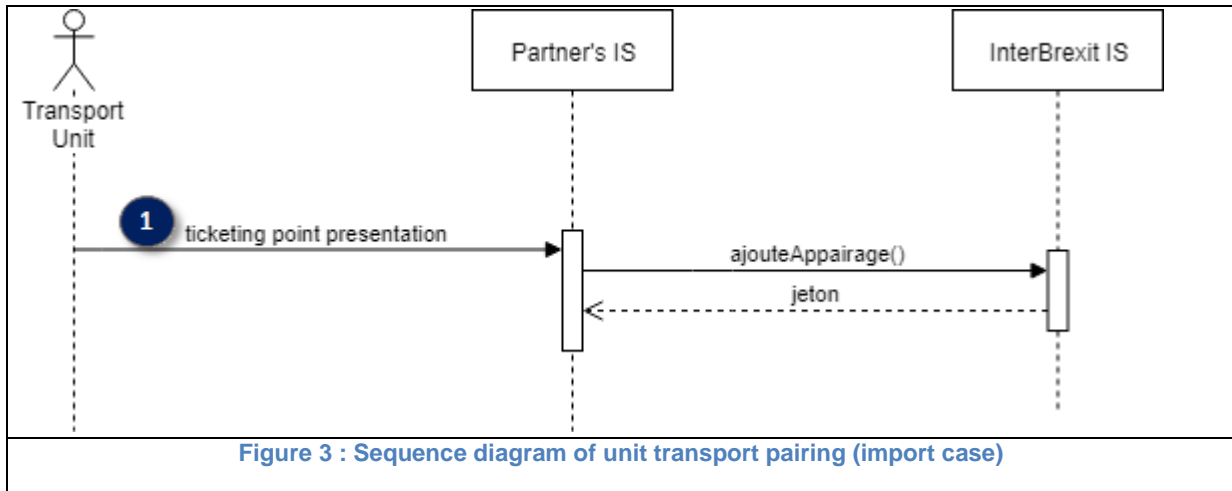 Partner's IS
InterBrexit IS
Transport
Unit
1
ticketing point presentation
ajouteAppairage()
jeton
Figure 3 : Sequence diagram of unit transport pairing (import case)